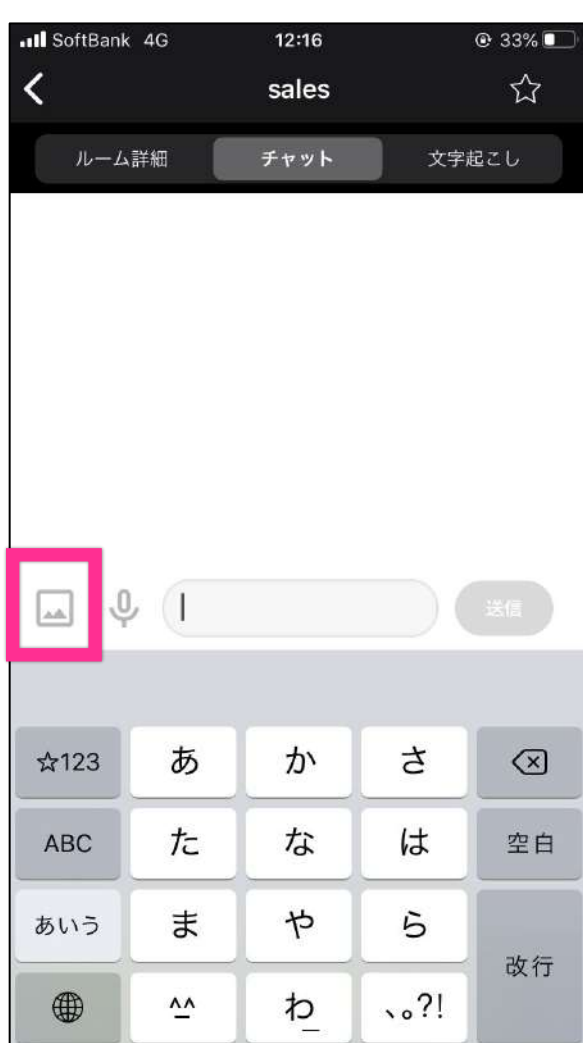 SoftBank 4G 12:16 33%
sales
ルーム詳細 チャット 文字起こし
送信
☆123 あ か さ
ABC た な は 空白
あいう ま や ら
改行
^^ わ_ 、。?!